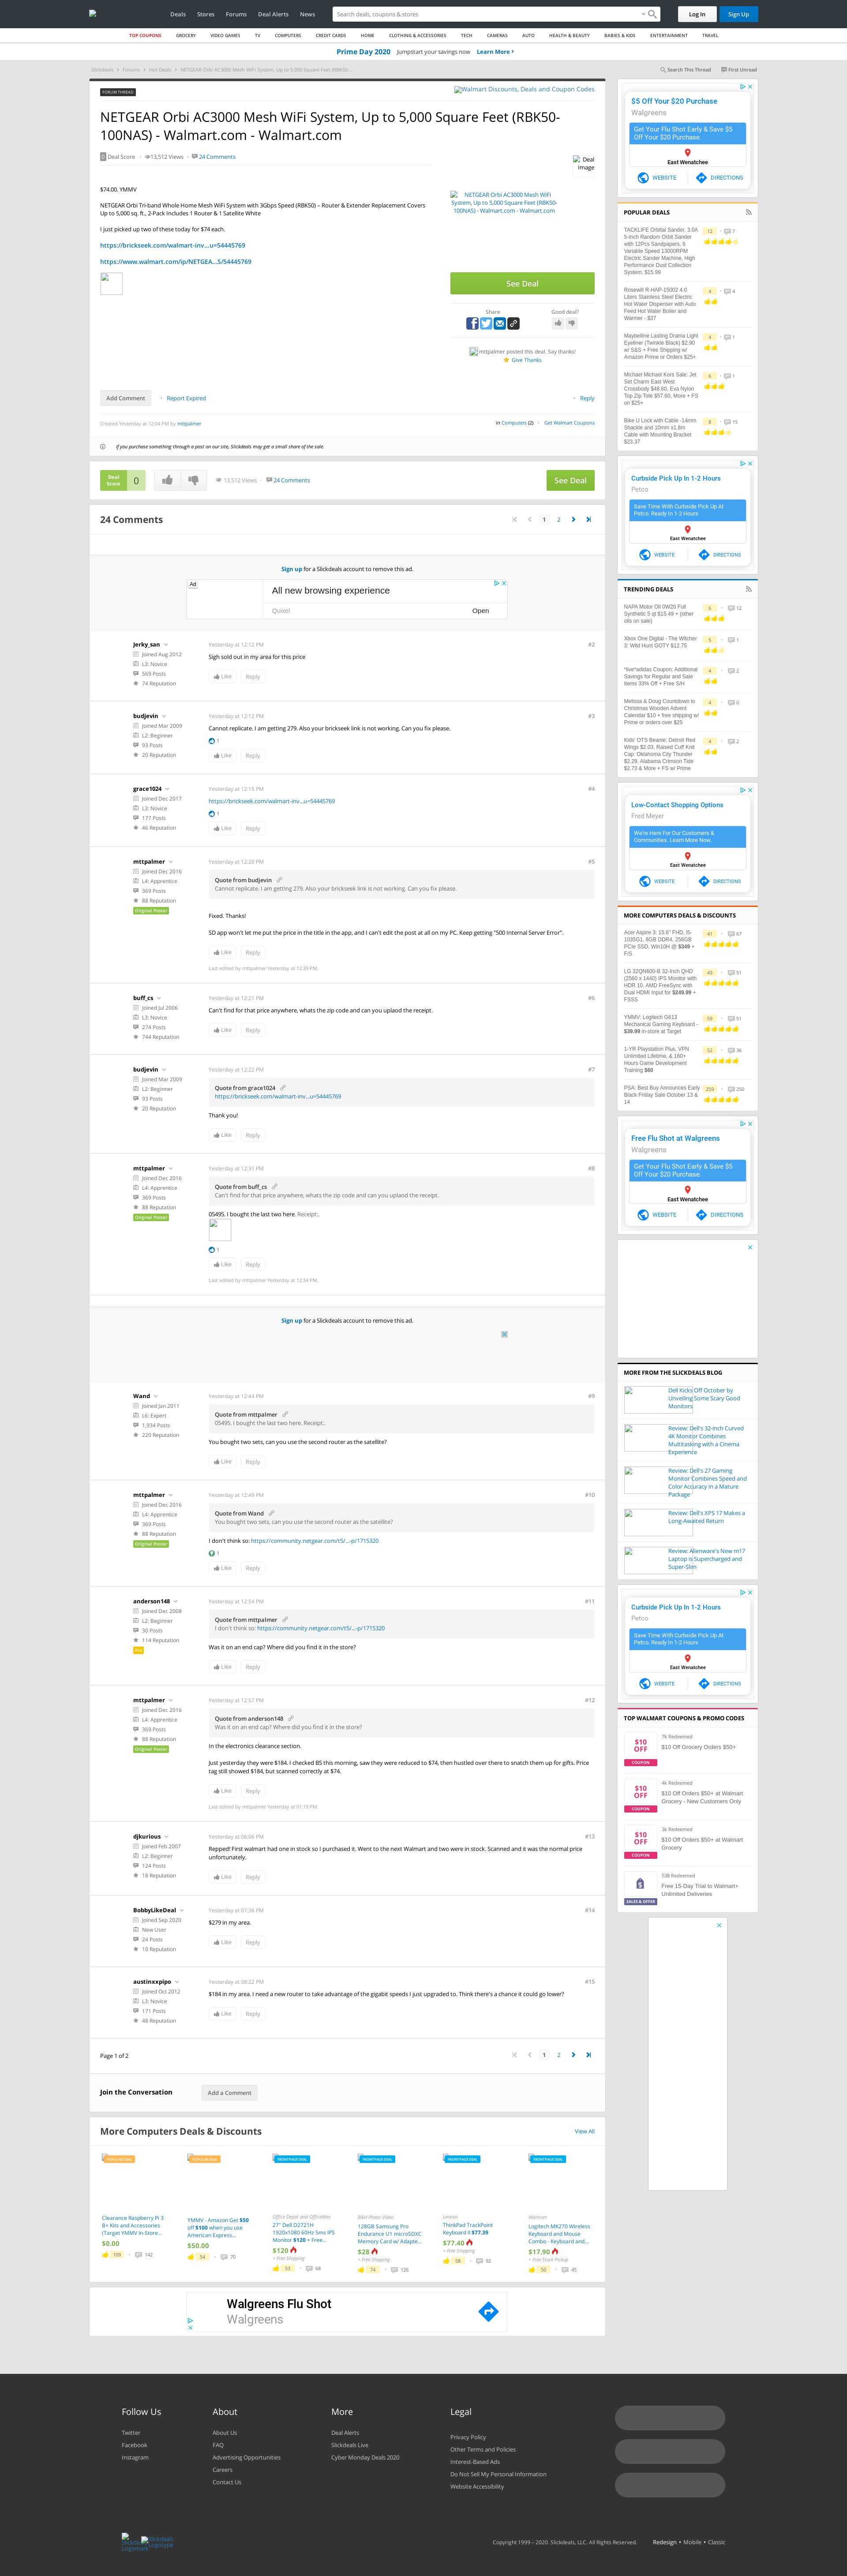 Deals Stores Forums Deal Alerts News
Search deals, coupons & stores
Log In
Sign Up
TOP COUPONS GROCERY VIDEO GAMES TV COMPUTERS CREDIT CARDS HOME CLOTHING & ACCESSORIES TECH CAMERAS AUTO HEALTH & BEAUTY BABIES & KIDS ENTERTAINMENT TRAVEL
Prime Day 2020 Jumpstart your savings now Learn More
Slickdeals Forums Hot Deals NETGEAR Orbi AC3000 Mesh WiFi System, Up to 5,000 Square Feet (RBK50-...
Search This Thread First Unread
FORUM THREAD
Walmart Discounts, Deals and Coupon Codes
NETGEAR Orbi AC3000 Mesh WiFi System, Up to 5,000 Square Feet (RBK50-
100NAS) - Walmart.com - Walmart.com
0 Deal Score 13,512 Views 24 Comments
Deal
Image
$74.00. YMMV
NETGEAR Orbi Tri-band Whole Home Mesh WiFi System with 3Gbps Speed (RBK50) – Router & Extender Replacement Covers
Up to 5,000 sq. ft., 2-Pack Includes 1 Router & 1 Satellite White
I just picked up two of these today for $74 each.
https://brickseek.com/walmart-inv...u=54445769
https://www.walmart.com/ip/NETGEA...S/54445769
NETGEAR Orbi AC3000 Mesh WiFi
System, Up to 5,000 Square Feet (RBK50-
100NAS) - Walmart.com - Walmart.com
See Deal
Share
Good deal?
mttpalmer posted this deal. Say thanks!
Give Thanks
Add Comment
Report Expired
Reply
Created Yesterday at 12:04 PM by mttpalmer
in Computers (2)
Get Walmart Coupons
If you purchase something through a post on our site, Slickdeals may get a small share of the sale.
Deal
Score
0
13,512 Views
24 Comments
See Deal
24 Comments
1 2
Sign up for a Slickdeals account to remove this ad.
Ad
All new browsing experience
Quixel
Open
Jerky_san
Joined Aug 2012
L3: Novice
569 Posts
74 Reputation
Yesterday at 12:12 PM
#2
Sigh sold out in my area for this price
Like Reply
budjevin
Joined Mar 2009
L2: Beginner
93 Posts
20 Reputation
Yesterday at 12:12 PM
#3
Cannot replicate. I am getting 279. Also your brickseek link is not working. Can you fix please.
1
Like Reply
grace1024
Joined Dec 2017
L3: Novice
177 Posts
46 Reputation
Yesterday at 12:15 PM
#4
https://brickseek.com/walmart-inv...u=54445769
1
Like Reply
mttpalmer
Joined Dec 2016
L4: Apprentice
369 Posts
88 Reputation
Original Poster
Yesterday at 12:20 PM
#5
Quote from budjevin
Cannot replicate. I am getting 279. Also your brickseek link is not working. Can you fix please.
Fixed. Thanks!
SD app won't let me put the price in the title in the app, and I can't edit the post at all on my PC. Keep getting "500 Internal Server Error".
Like Reply
Last edited by mttpalmer Yesterday at 12:39 PM.
buff_cs
Joined Jul 2006
L3: Novice
274 Posts
744 Reputation
Yesterday at 12:21 PM
#6
Can't find for that price anywhere, whats the zip code and can you uplaod the receipt.
Like Reply
budjevin
Joined Mar 2009
L2: Beginner
93 Posts
20 Reputation
Yesterday at 12:22 PM
#7
Quote from grace1024
https://brickseek.com/walmart-inv...u=54445769
Thank you!
Like Reply
mttpalmer
Joined Dec 2016
L4: Apprentice
369 Posts
88 Reputation
Original Poster
Yesterday at 12:31 PM
#8
Quote from buff_cs
Can't find for that price anywhere, whats the zip code and can you uplaod the receipt.
05495. I bought the last two here. Receipt:.
1
Like Reply
Last edited by mttpalmer Yesterday at 12:34 PM.
Sign up for a Slickdeals account to remove this ad.
Wand
Joined Jan 2011
L6: Expert
1,934 Posts
220 Reputation
Yesterday at 12:44 PM
#9
Quote from mttpalmer
05495. I bought the last two here. Receipt:.
You bought two sets, can you use the second router as the satellite?
Like Reply
mttpalmer
Joined Dec 2016
L4: Apprentice
369 Posts
88 Reputation
Original Poster
Yesterday at 12:49 PM
#10
Quote from Wand
You bought two sets, can you use the second router as the satellite?
I don't think so: https://community.netgear.com/t5/...-p/1715320
1
Like Reply
anderson148
Joined Dec 2008
L2: Beginner
30 Posts
114 Reputation
Pro
Yesterday at 12:54 PM
#11
Quote from mttpalmer
I don't think so: https://community.netgear.com/t5/...-p/1715320
Was it on an end cap? Where did you find it in the store?
Like Reply
mttpalmer
Joined Dec 2016
L4: Apprentice
369 Posts
88 Reputation
Original Poster
Yesterday at 12:57 PM
#12
Quote from anderson148
Was it on an end cap? Where did you find it in the store?
In the electronics clearance section.
Just yesterday they were $184. I checked BS this morning, saw they were reduced to $74, then hustled over there to snatch them up for gifts. Price
tag still showed $184, but scanned correctly at $74.
Like Reply
Last edited by mttpalmer Yesterday at 01:19 PM.
djkurious
Joined Feb 2007
L2: Beginner
124 Posts
18 Reputation
Yesterday at 06:06 PM
#13
Repped! First walmart had one in stock so I purchased it. Went to the next Walmart and two were in stock. Scanned and it was the normal price
unfortunately.
Like Reply
BobbyLikeDeal
Joined Sep 2020
New User
24 Posts
10 Reputation
Yesterday at 07:36 PM
#14
$279 in my area.
Like Reply
austinxxpipo
Joined Oct 2012
L3: Novice
171 Posts
48 Reputation
Yesterday at 08:22 PM
#15
$184 in my area. I need a new router to take advantage of the gigabit speeds I just upgraded to. Think there's a chance it could go lower?
Like Reply
Page 1 of 2
1 2
Join the Conversation
Add a Comment
More Computers Deals & Discounts
View All
POPULAR DEAL
Clearance Raspberry Pi 3
B+ Kits and Accessories
(Target YMMV In-Store...
$0.00
109 142
POPULAR DEAL
YMMV - Amazon Get $50
off $100 when you use
American Express...
$50.00
54 70
FRONTPAGE DEAL
Office Depot and OfficeMax
27" Dell D2721H
1920x1080 60Hz 5ms IPS
Monitor $120 + Free...
$120
+ Free Shipping
53 68
FRONTPAGE DEAL
B&H Photo Video
128GB Samsung Pro
Endurance U1 microSDXC
Memory Card w/ Adapte...
$28
+ Free Shipping
74 126
FRONTPAGE DEAL
Lenovo
ThinkPad TrackPoint
Keyboard II $77.39
$77.40
+ Free Shipping
58 92
FRONTPAGE DEAL
Walmart
Logitech MK270 Wireless
Keyboard and Mouse
Combo - Keyboard and...
$17.90
+ Free Store Pickup
50 45
Walgreens Flu Shot
Walgreens
$5 Off Your $20 Purchase
Walgreens
Get Your Flu Shot Early & Save $5
Off Your $20 Purchase.
East Wenatchee
WEBSITE DIRECTIONS
POPULAR DEALS
TACKLIFE Orbital Sander, 3.0A
5-Inch Random Orbit Sander
with 12Pcs Sandpapers, 6
Variable Speed 13000RPM
Electric Sander Machine, High
Performance Dust Collection
System, $15.99
12 7
Rosewill R-HAP-15002 4.0
Liters Stainless Steel Electric
Hot Water Dispenser with Auto
Feed Hot Water Boiler and
Warmer - $37
4 4
Maybelline Lasting Drama Light
Eyeliner (Twinkle Black) $2.90
w/ S&S + Free Shipping w/
Amazon Prime or Orders $25+
4 1
Michael Michael Kors Sale: Jet
Set Charm East West
Crossbody $48.60, Eva Nylon
Top Zip Tote $57.60, More + FS
on $25+
6 1
Bike U Lock with Cable -14mm
Shackle and 10mm x1.8m
Cable with Mounting Bracket
$23.37
8 15
Curbside Pick Up In 1-2 Hours
Petco
Save Time With Curbside Pick Up At
Petco. Ready In 1-2 Hours
East Wenatchee
WEBSITE DIRECTIONS
TRENDING DEALS
NAPA Motor Oil 0W20 Full
Synthetic 5 qt $15.49 + (other
oils on sale)
6 12
Xbox One Digital - The Witcher
3: Wild Hunt GOTY $12.75
5 1
*live*adidas Coupon: Additional
Savings for Regular and Sale
Items 33% Off + Free S/H
4 2
Melissa & Doug Countdown to
Christmas Wooden Advent
Calendar $10 + free shipping w/
Prime or orders over $25
4 0
Kids' OTS Beanie: Detroit Red
Wings $2.03, Raised Cuff Knit
Cap: Oklahoma City Thunder
$2.29, Alabama Crimson Tide
$2.73 & More + FS w/ Prime
4 2
Low-Contact Shopping Options
Fred Meyer
We're Here For Our Customers &
Communities. Learn More Now.
East Wenatchee
WEBSITE DIRECTIONS
MORE COMPUTERS DEALS & DISCOUNTS
Acer Aspire 3: 15.6" FHD, i5-
1035G1, 8GB DDR4, 256GB
PCIe SSD, Win10H @ $349 +
F/S
41 67
LG 32QN600-B 32-Inch QHD
(2560 x 1440) IPS Monitor with
HDR 10, AMD FreeSync with
Dual HDMI Input for $249.99 +
FSSS
43 51
YMMV: Logitech G613
Mechanical Gaming Keyboard -
$39.99 in-store at Target
59 51
1-YR Playstation Plus, VPN
Unlimited Lifetime, & 160+
Hours Game Development
Training $60
52 36
PSA: Best Buy Announces Early
Black Friday Sale October 13 &
14
259 250
Free Flu Shot at Walgreens
Walgreens
Get Your Flu Shot Early & Save $5
Off Your $20 Purchase.
East Wenatchee
WEBSITE DIRECTIONS
MORE FROM THE SLICKDEALS BLOG
Dell Kicks Off October by
Unveiling Some Scary Good
Monitors
Review: Dell's 32-inch Curved
4K Monitor Combines
Multitasking with a Cinema
Experience
Review: Dell's 27 Gaming
Monitor Combines Speed and
Color Accuracy in a Mature
Package
Review: Dell's XPS 17 Makes a
Long-Awaited Return
Review: Alienware's New m17
Laptop is Supercharged and
Super-Slim
Curbside Pick Up In 1-2 Hours
Petco
Save Time With Curbside Pick Up At
Petco. Ready In 1-2 Hours
East Wenatchee
WEBSITE DIRECTIONS
TOP WALMART COUPONS & PROMO CODES
$10
OFF
COUPON
7k Redeemed
$10 Off Grocery Orders $50+
$10
OFF
COUPON
4k Redeemed
$10 Off Orders $50+ at Walmart
Grocery - New Customers Only
$10
OFF
COUPON
3k Redeemed
$10 Off Orders $50+ at Walmart
Grocery
SALES & OFFER
538 Redeemed
Free 15-Day Trial to Walmart+
Unlimited Deliveries
Follow Us
Twitter
Facebook
Instagram
About
About Us
FAQ
Advertising Opportunities
Careers
Contact Us
More
Deal Alerts
Slickdeals Live
Cyber Monday Deals 2020
Legal
Privacy Policy
Other Terms and Policies
Interest-Based Ads
Do Not Sell My Personal Information
Website Accessibility
Copyright 1999 – 2020. Slickdeals, LLC. All Rights Reserved.
Redesign • Mobile • Classic